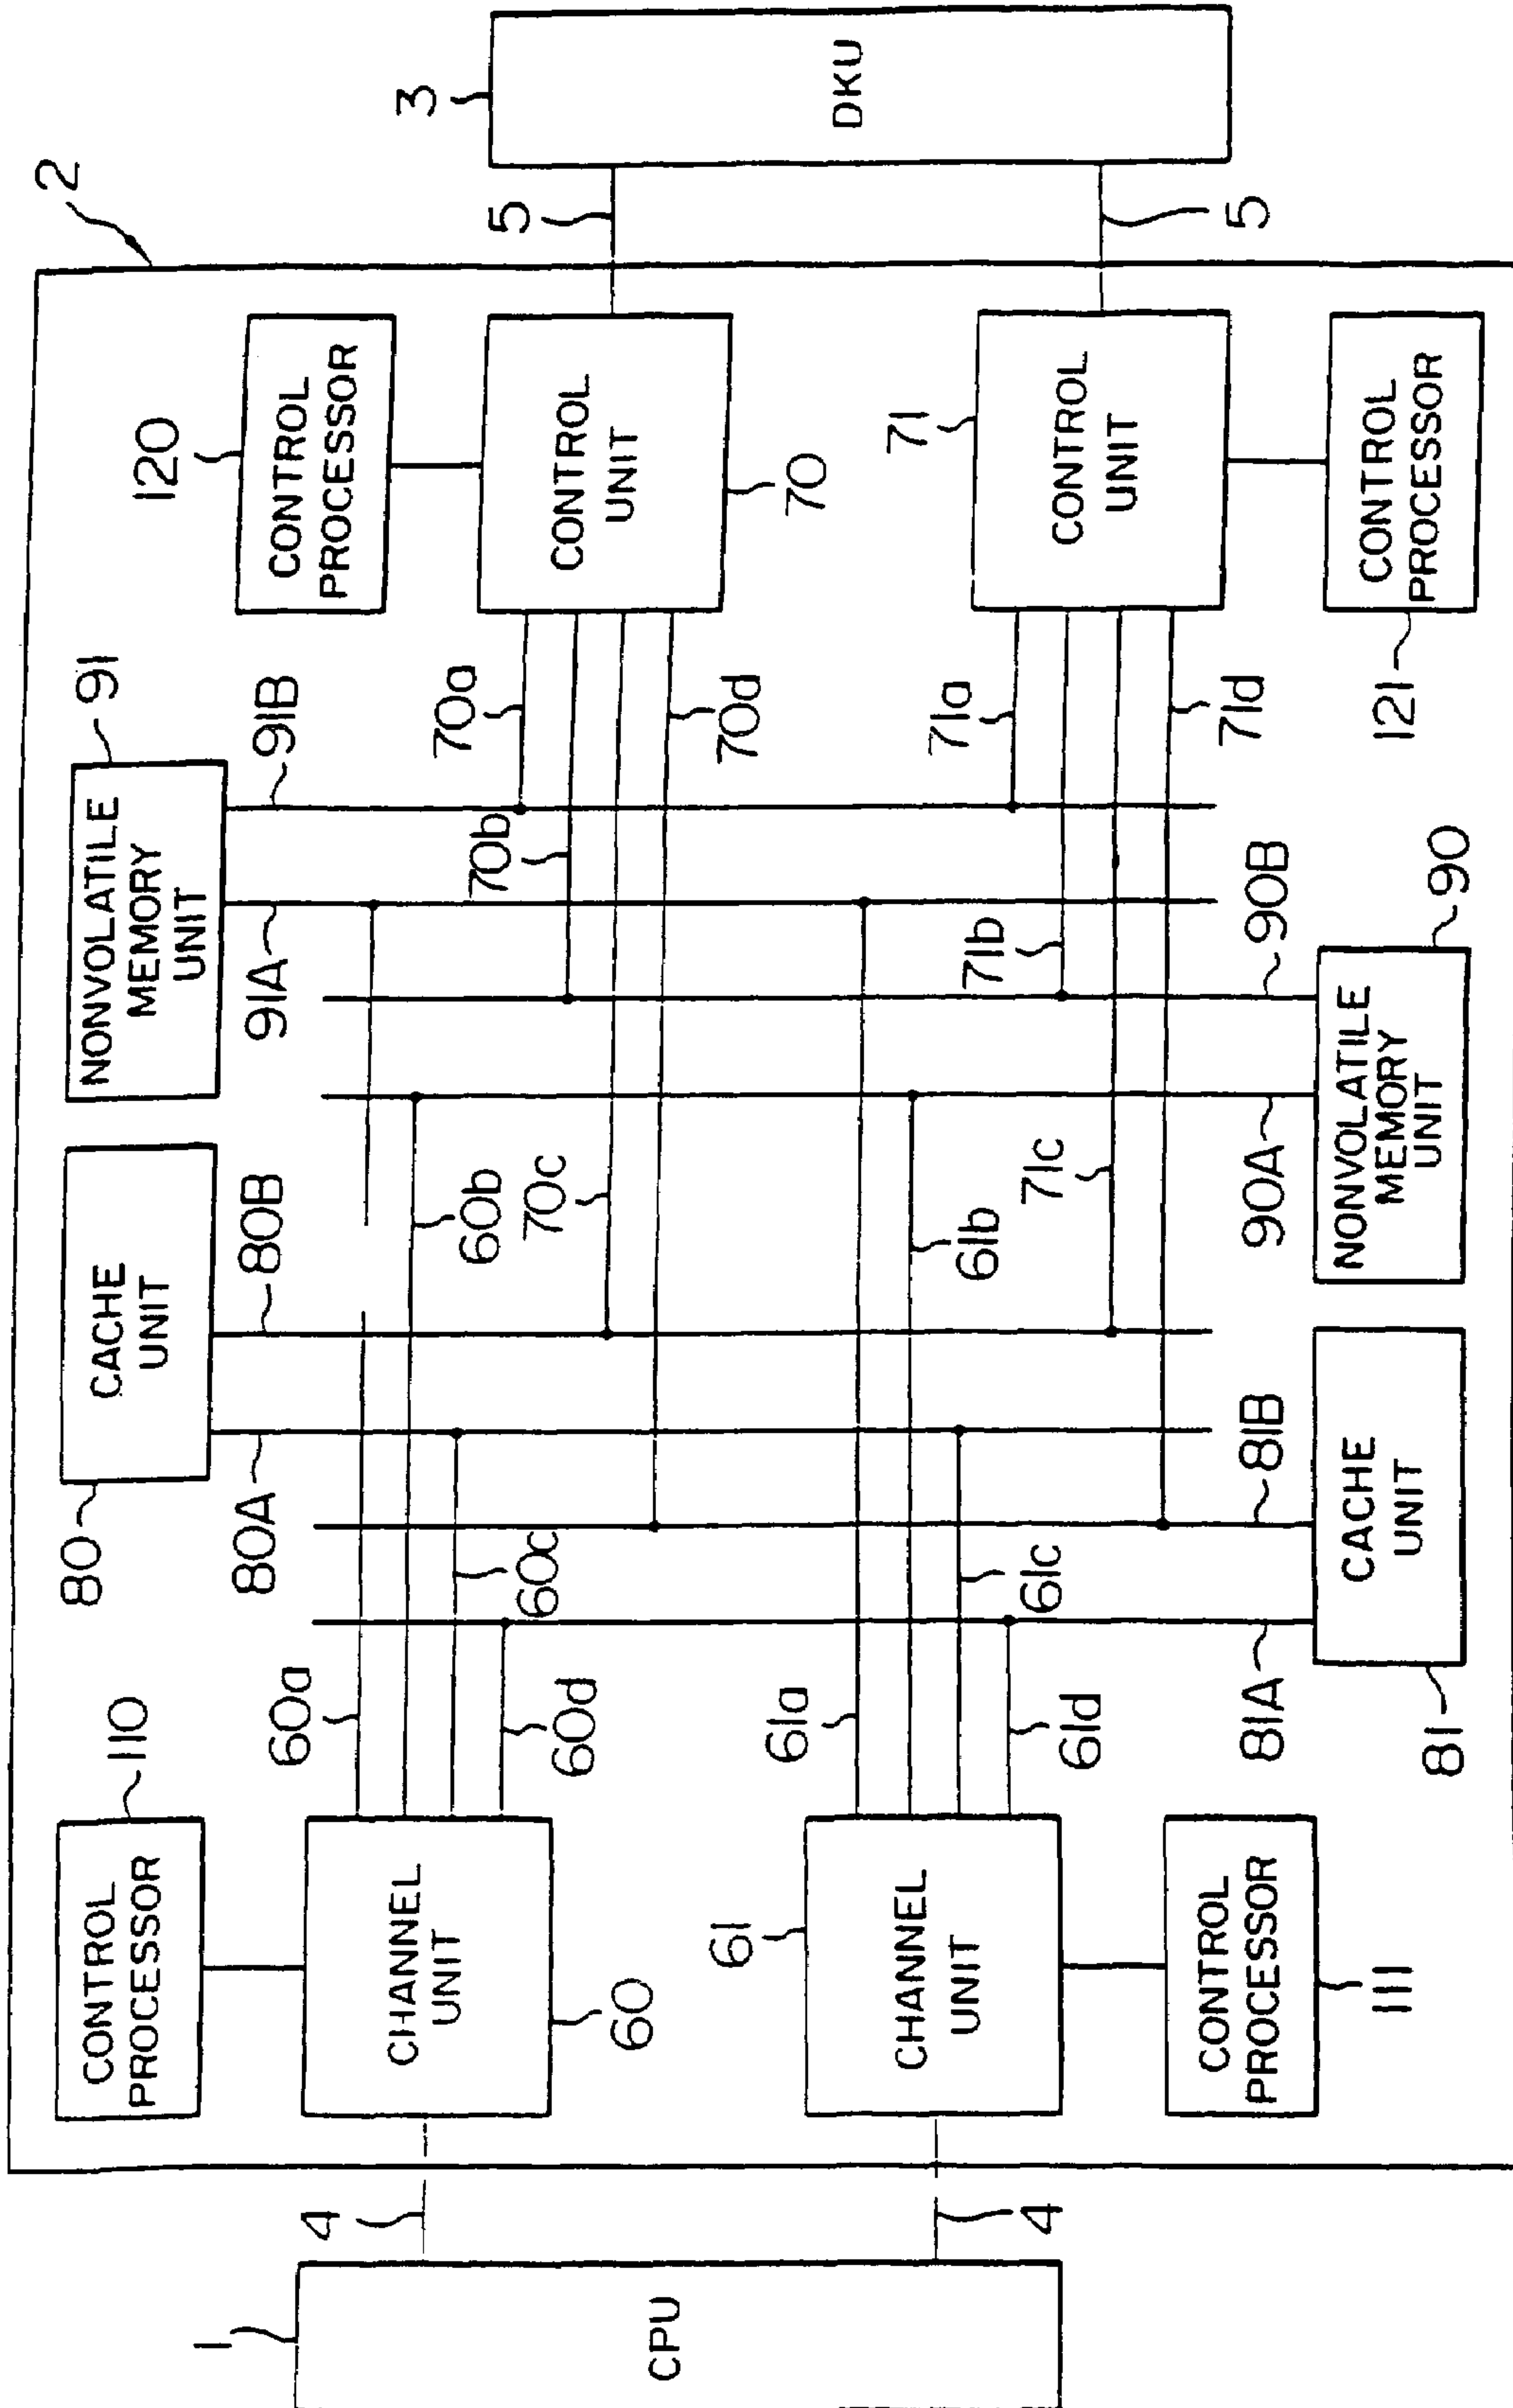 1
CPU
4
4
2
110
CONTROL
PROCESSOR
CHANNEL
UNIT
60
61
CHANNEL
UNIT
CONTROL
PROCESSOR
111
80
CACHE
UNIT
80A
80B
60a
60b
60c
60d
61a
61b
61c
61d
81A
81B
81
CACHE
UNIT
91
NONVOLATILE
MEMORY
UNIT
91A
91B
90A
90B
90
NONVOLATILE
MEMORY
UNIT
70a
70b
70c
70d
71a
71b
71c
71d
120
CONTROL
PROCESSOR
CONTROL
UNIT
70
71
CONTROL
UNIT
CONTROL
PROCESSOR
121
5
5
3
DKU